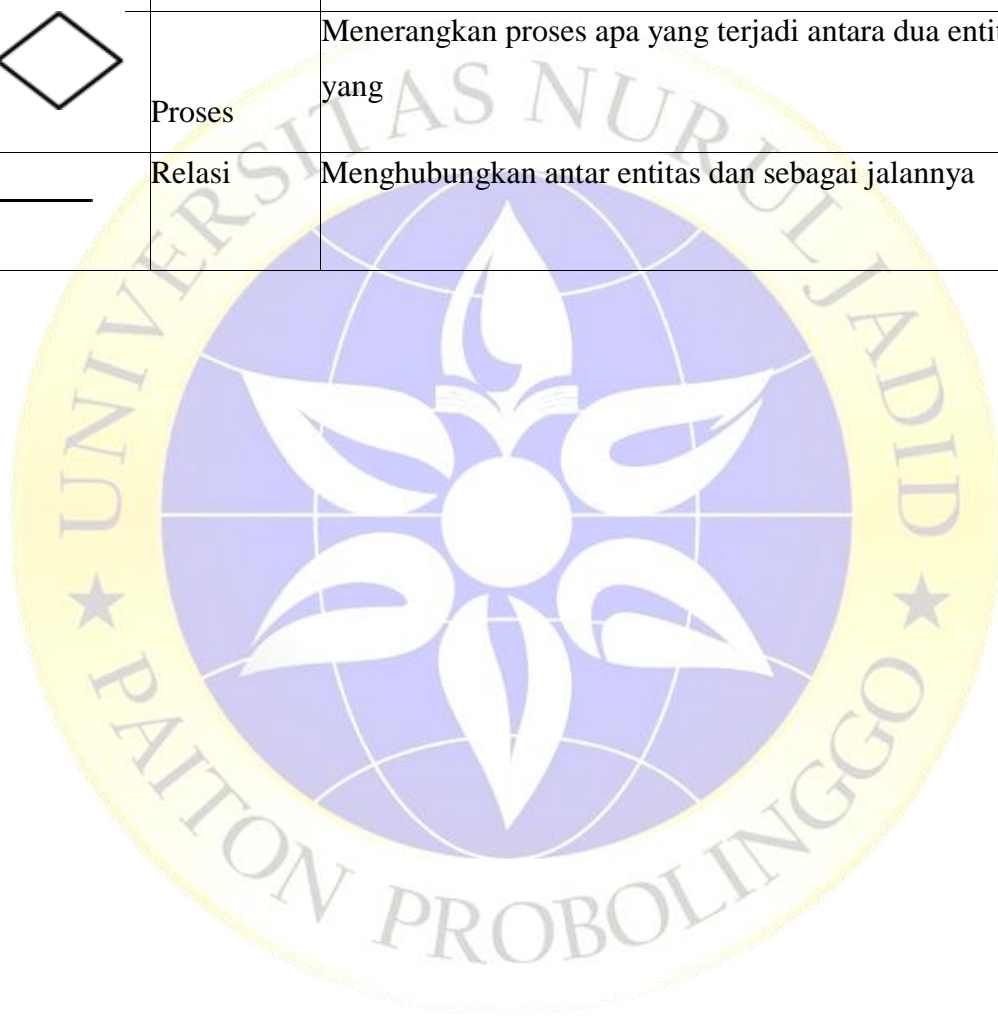 Menerangkan proses apa yang terjadi antara dua
yang
Proses
Relasi
Menghubungkan antar entitas dan sebagai jalannya
UNIVERSITAS NURUL JADID
PAITON PROBOLINGGO